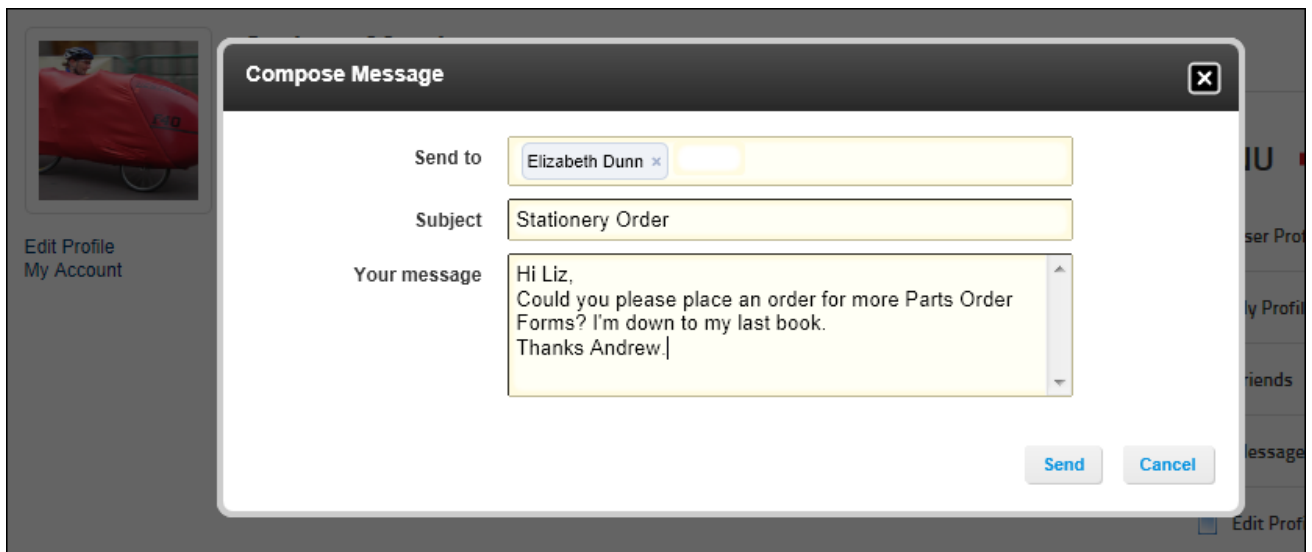 Compose Message
Send to
Elizabeth Dunn ×
Subject
Stationery Order
Your message
Hi Liz,
Could you please place an order for more Parts Order
Forms? I'm down to my last book.
Thanks Andrew.
Send
Cancel
Edit Profile
My Account